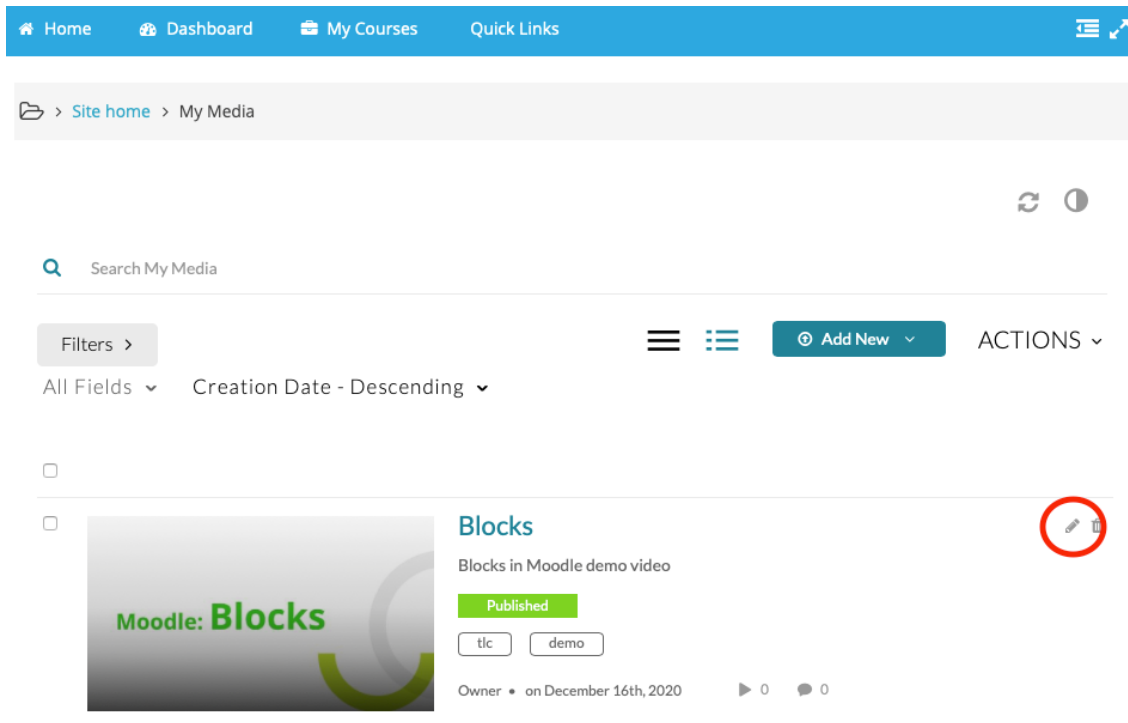 Home Dashboard My Courses Quick Links
> Site home > My Media
Search My Media
Filters >
Add New
ACTIONS
All Fields
Creation Date - Descending
Blocks
Blocks in Moodle demo video
Published
tlc demo
Owner • on December 16th, 2020 0 0
Moodle: Blocks